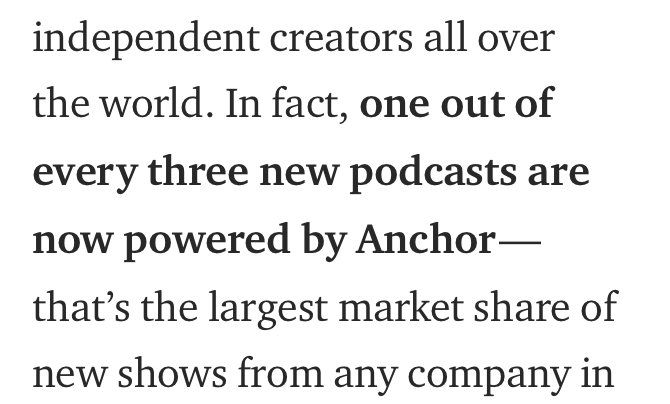 independent creators all over
the world. In fact, one out of
every three new podcasts are
now powered by Anchor—
that’s the largest market share of
new shows from any company in